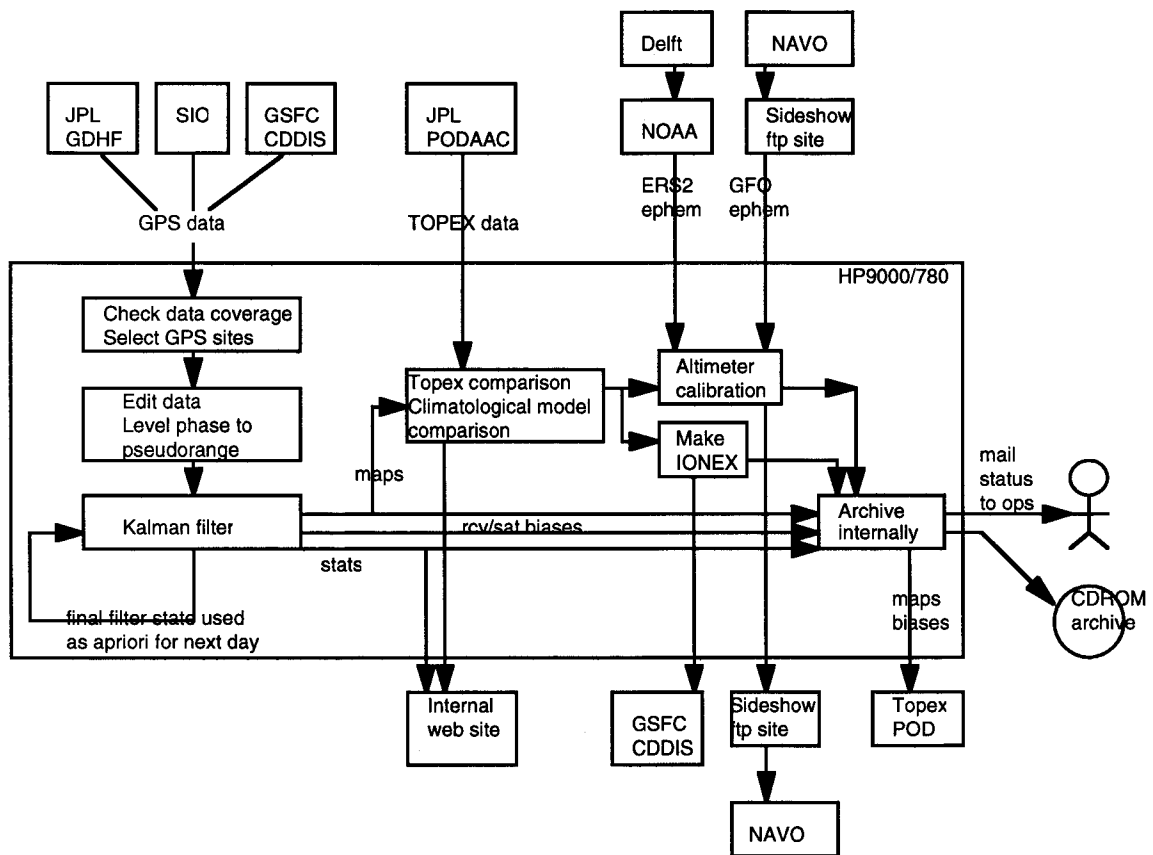 Delft
NAVO
JPL
GDHF
SIO
GSFC
CDDIS
JPL
PODAAC
NOAA
Sideshow
ftp site
ERS2
ephem
GFO
ephem
GPS data
TOPEX data
HP9000/780
Check data coverage
Select GPS sites
Edit data
Level phase to
pseudorange
Topex comparison
Climatological model
comparison
Altimeter
calibration
Make
IONEX
maps
Kalman filter
rcv/sat biases
stats
Archive
internally
mail
status
to ops
final filter state used
as apriori for next day
maps
biases
CDROM
archive
Internal
web site
GSFC
CDDIS
Sideshow
ftp site
Topex
POD
NAVO